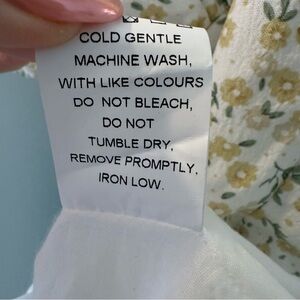 COLD GENTLE
MACHINE WASH,
WITH LIKE COLOURS
DO NOT BLEACH,
DO NOT
TUMBLE DRY,
REMOVE PROMPTLY,
IRON LOW.